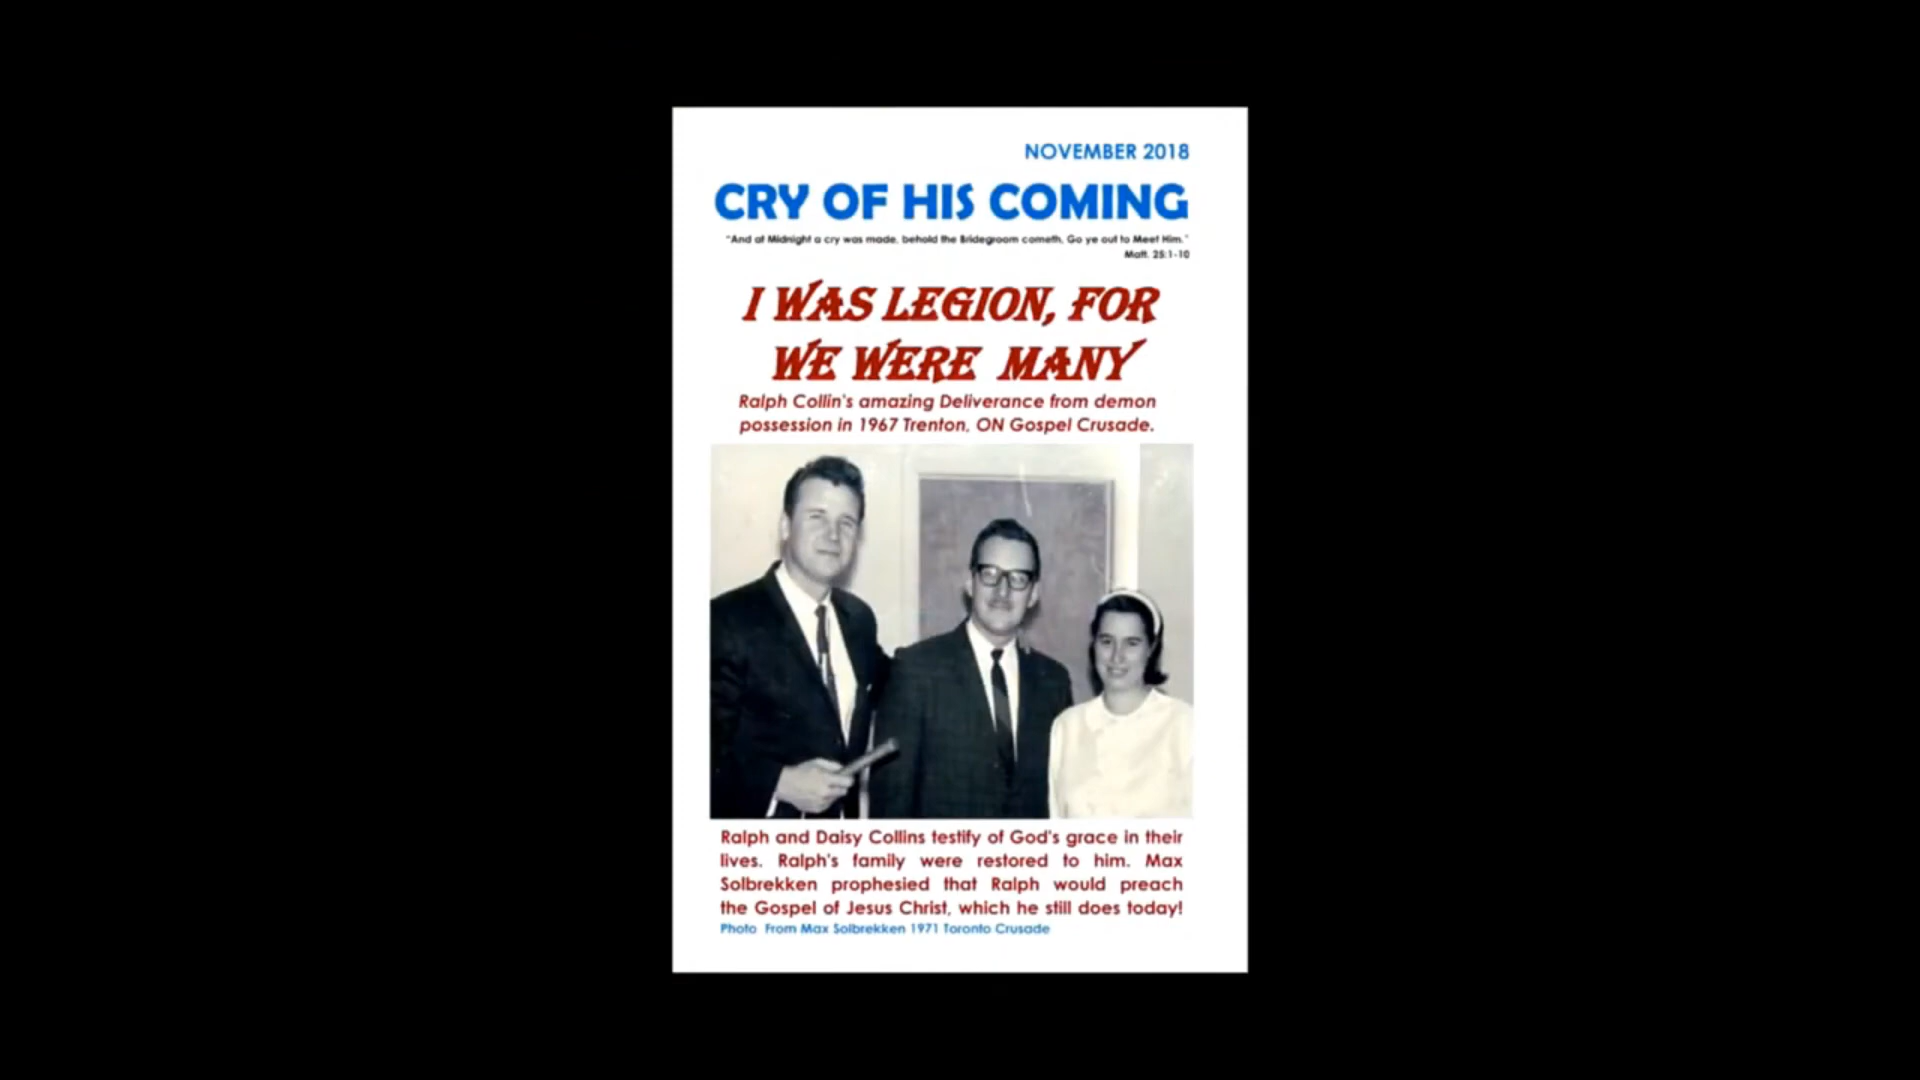 NOVEMBER 2018
CRY OF HIS COMING
"And at Midnight a cry was made, behold the Bridegroom cometh, Go ye out to Meet Him."
Matt. 25:1-10
I WAS LEGION, FOR
WE WERE MANY
Ralph Collin's amazing Deliverance from demon
possession in 1967 Trenton, ON Gospel Crusade.
Ralph and Daisy Collins testify of God's grace in their
lives. Ralph's family were restored to him. Max
Solbrekken prophesied that Ralph would preach
the Gospel of Jesus Christ, which he still does today!
Photo From Max Solbrekken 1971 Toronto Crusade